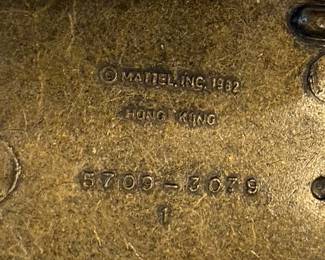 © MATTEL, INC. 1982
HONG KONG
5700-3079
1